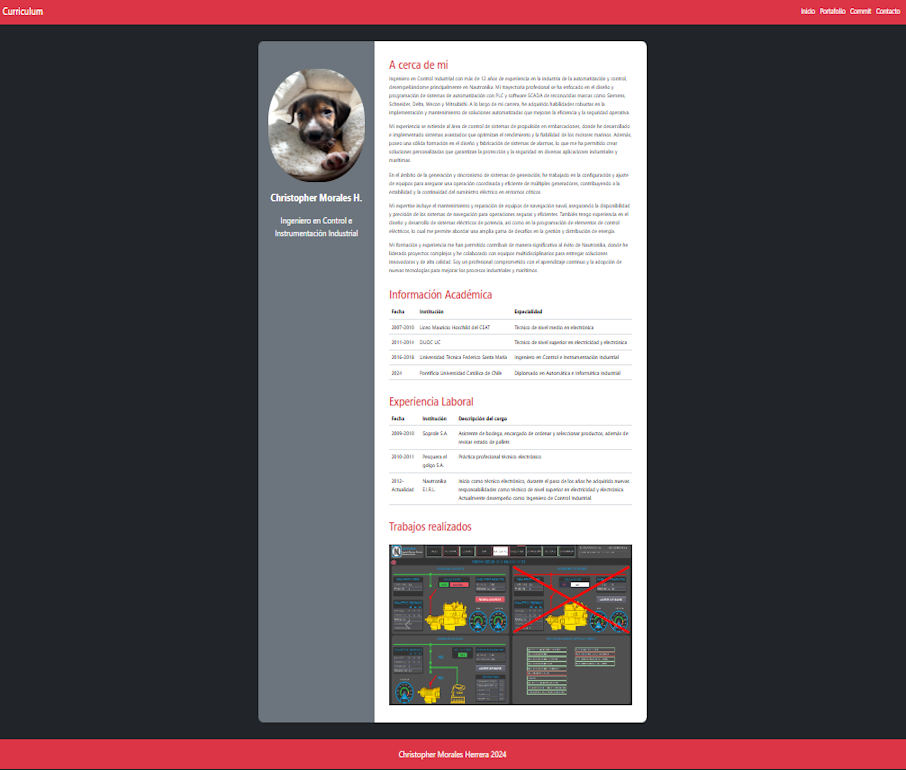 Curriculum
Inicio Portafolio Commit Contacto
Christopher Morales H.
Ingeniero en Control e
Instrumentación Industrial
A cerca de mi
Ingeniero en Control Industrial con más de 12 años de experiencia en la industria de la automatización y control,
desempeñándome principalmente en Nautronika. Mi trayectoria profesional se ha enfocado en el diseño y
programación de sistemas de automatización con PLC y software SCADA de reconocidas marcas como Siemens,
Schneider, Delta, Wecon y Mitsubishi. A lo largo de mi carrera, he adquirido habilidades robustas en la
implementación y mantenimiento de soluciones automatizadas que mejoran la eficiencia y la seguridad operativa.
Mi experiencia se extiende al área de control de sistemas de propulsión en embarcaciones, donde he desarrollado
e implementado sistemas avanzados que optimizan el rendimiento y la fiabilidad de los motores marinos. Además,
poseo una sólida formación en el diseño y fabricación de sistemas de alarmas, lo que me ha permitido crear
soluciones personalizadas que garantizan la protección y la seguridad en diversas aplicaciones industriales y
marítimas.
En el ámbito de la generación y sincronismo de sistemas de generación, he trabajado en la configuración y ajuste
de equipos para asegurar una operación coordinada y eficiente de múltiples generadores, contribuyendo a la
estabilidad y la continuidad del suministro eléctrico en entornos críticos.
Mi expertise incluye el mantenimiento y reparación de equipos de navegación naval, asegurando la disponibilidad
y precisión de los sistemas de navegación para operaciones seguras y eficientes. También tengo experiencia en el
diseño y desarrollo de sistemas eléctricos de potencia, así como en la programación de elementos de control
eléctricos, lo cual me permite abordar una amplia gama de desafíos en la gestión y distribución de energía.
Mi formación y experiencia me han permitido contribuir de manera significativa al éxito de Nautronika, donde he
liderado proyectos complejos y he colaborado con equipos multidisciplinarios para entregar soluciones
innovadoras y de alta calidad. Soy un profesional comprometido con el aprendizaje continuo y la adopción de
nuevas tecnologías para mejorar los procesos industriales y marítimos.
Información Académica
Fecha Institución Especialidad
2007-2010 Liceo Mauricio Hoschild del CEAT Técnico de nivel medio en electrónica
2011-2014 DUOC UC Técnico de nivel superior en electricidad y electrónica
2016-2018 Universidad Técnica Federico Santa María Ingeniero en Control e Instrumentación Industrial
2024 Pontificia Universidad Católica de Chile Diplomado en Automática e Informática Industrial
Experiencia Laboral
Fecha Institución Descripción del cargo
2009-2010 Soprole S.A Asistente de bodega, encargado de ordenar y seleccionar productos, además de
revisar estado de pallets
2010-2011 Pesquera el Práctica profesional técnico electrónico
golgo S.A
2012- Nautronika Inicio como técnico electrónico, durante el paso de los años he adquirido nuevas
Actualidad E.I.R.L. responsabilidades como técnico de nivel superior en electricidad y electrónica.
Actualmente desempeño como Ingeniero de Control Industrial
Trabajos realizados
Christopher Morales Herrera 2024